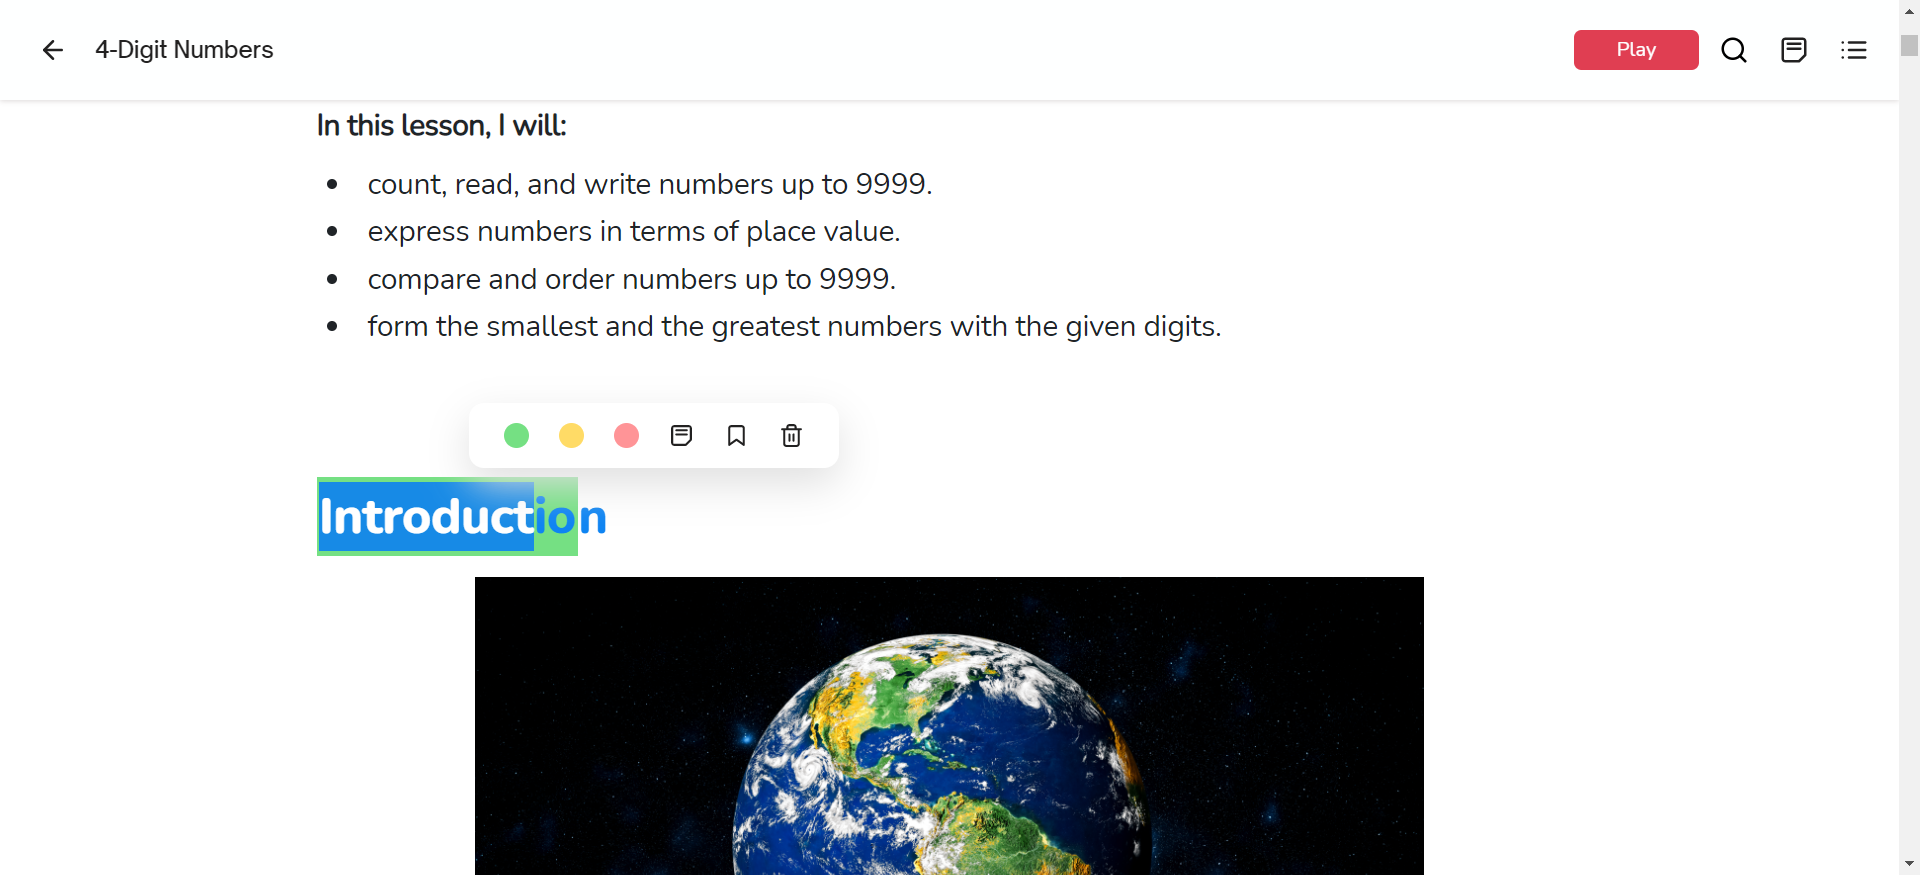 4-Digit Numbers
Play
In this lesson, I will:
count, read, and write numbers up to 9999.
express numbers in terms of place value.
compare and order numbers up to 9999.
form the smallest and the greatest numbers with the given digits.
Introduction